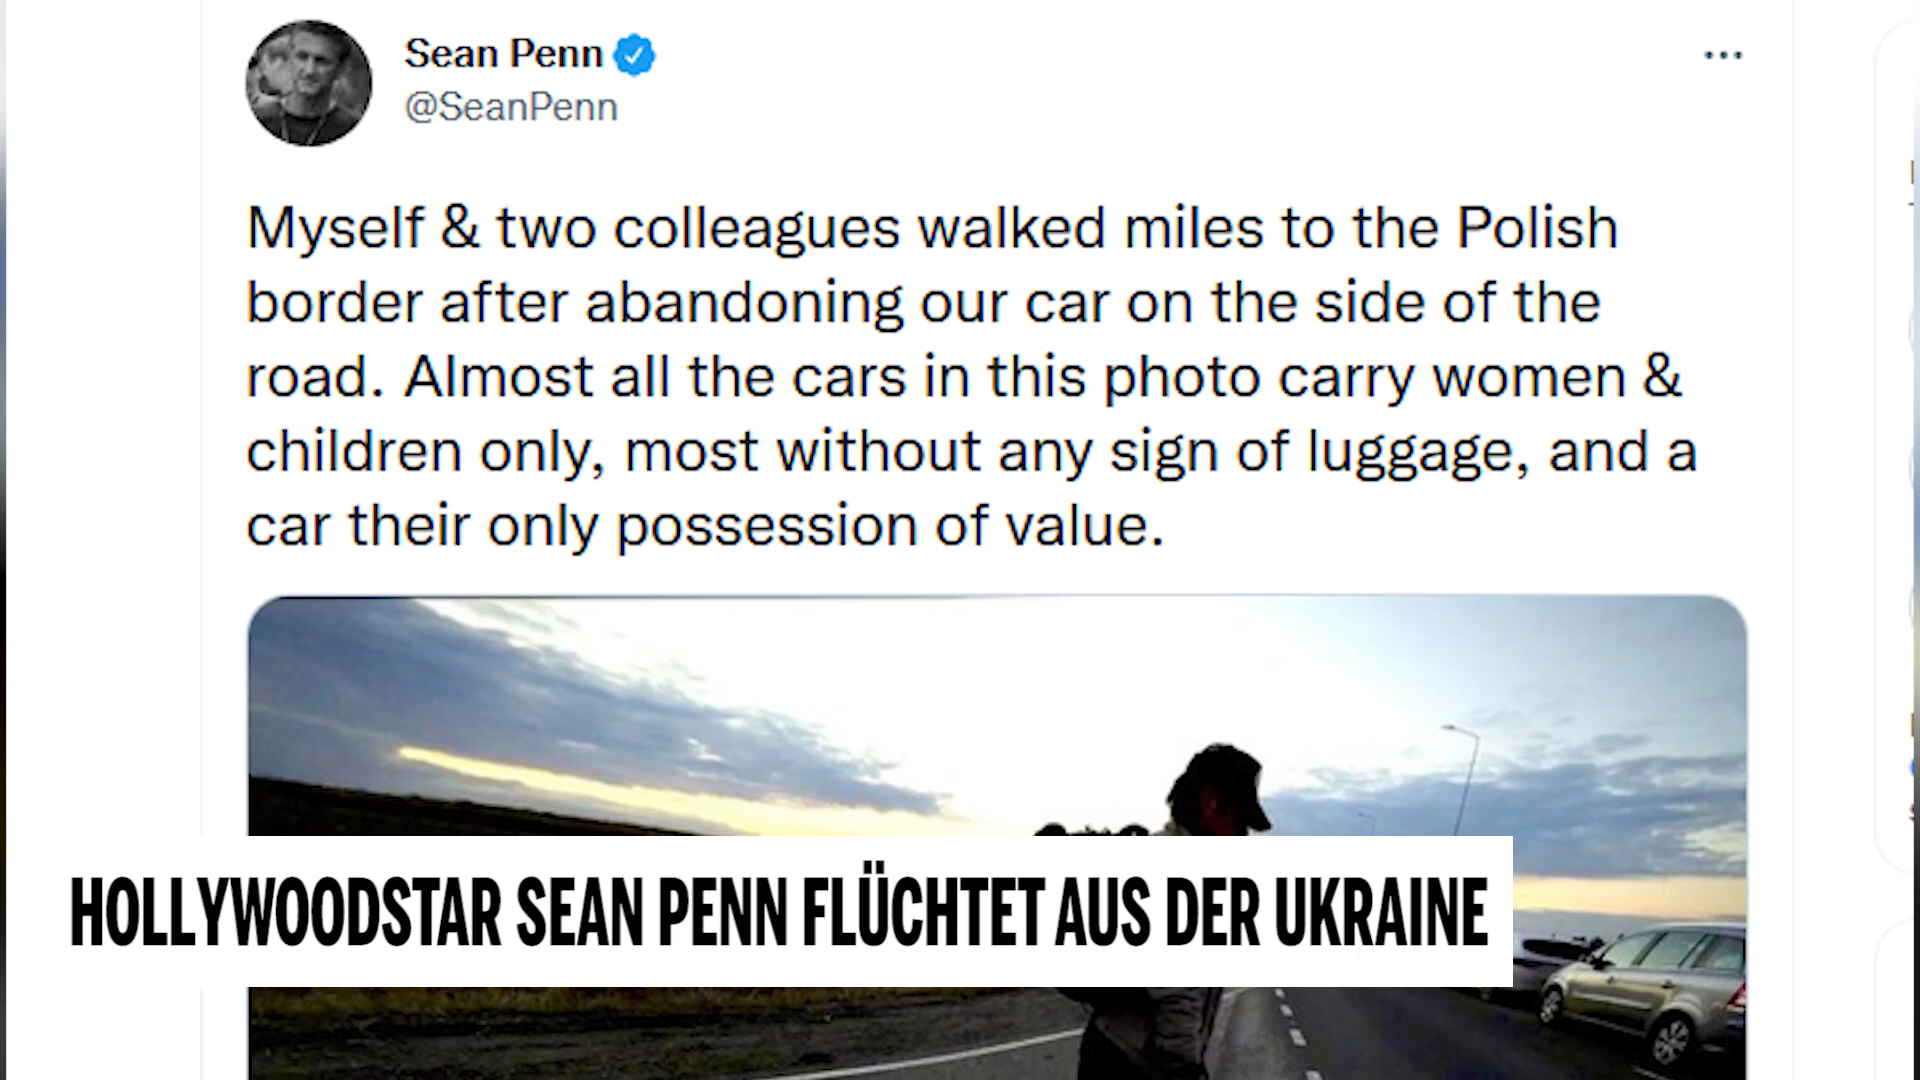 Sean Penn
@SeanPenn
Myself & two colleagues walked miles to the Polish
border after abandoning our car on the side of the
road. Almost all the cars in this photo carry women &
children only, most without any sign of luggage, and a
car their only possession of value.
HOLLYWOODSTAR SEAN PENN FLÜCHTET AUS DER UKRAINE